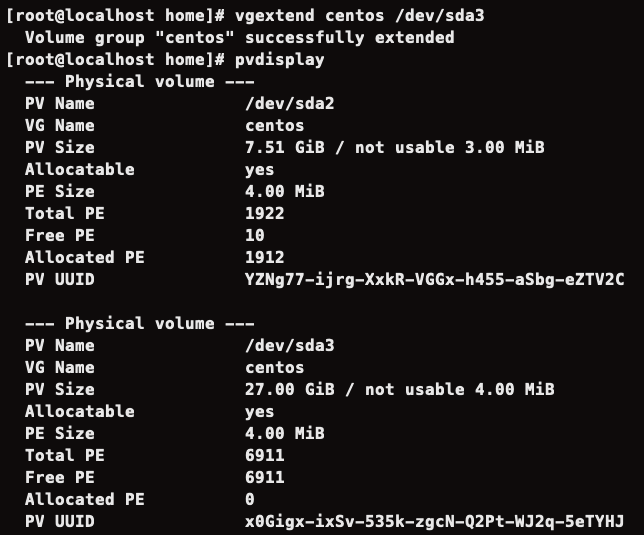 [root@localhost home]# vgextend centos /dev/sda3
  Volume group "centos" successfully extended
[root@localhost home]# pvdisplay
  --- Physical volume ---
  PV Name               /dev/sda2
  VG Name               centos
  PV Size               7.51 GiB / not usable 3.00 MiB
  Allocatable           yes
  PE Size               4.00 MiB
  Total PE              1922
  Free PE               10
  Allocated PE          1912
  PV UUID               YZNg77-ijrg-XxkR-VGGx-h455-aSbg-eZTV2C

  --- Physical volume ---
  PV Name               /dev/sda3
  VG Name               centos
  PV Size               27.00 GiB / not usable 4.00 MiB
  Allocatable           yes
  PE Size               4.00 MiB
  Total PE              6911
  Free PE               6911
  Allocated PE          0
  PV UUID               x0Gigx-ixSv-535k-zgcN-Q2Pt-WJ2q-5eTYHJ